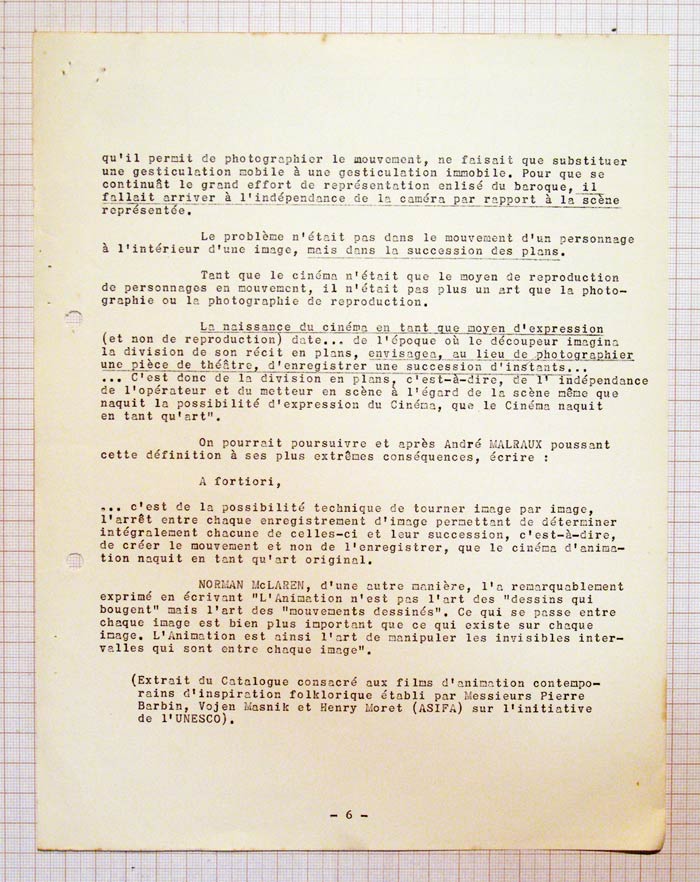 qu'il permit de photographier le mouvement, ne faisait que substituer
une gesticulation mobile à une gesticulation immobile. Pour que se
continuât le grand effort de représentation enlisé du baroque, il
fallait arriver à l'indépendance de la caméra par rapport à la scène
représentée.
Le problème n'était pas dans le mouvement d'un personnage
à l'intérieur d'une image, mais dans la succession des plans.
Tant que le cinéma n'était que le moyen de reproduction
de personnages en mouvement, il n'était pas plus un art que la photo-
graphie ou la photographie de reproduction.
La naissance du cinéma en tant que moyen d'expression
(et non de reproduction) date... de l'époque où le découpeur imagina
la division de son récit en plans, envisagea, au lieu de photographier
une pièce de théâtre, d'enregistrer une succession d'instants...
... C'est donc de la division en plans, c'est-à-dire, de l' indépendance
de l'opérateur et du metteur en scène à l'égard de la scène même que
naquit la possibilité d'expression du Cinéma, que le Cinéma naquit
en tant qu'art".
On pourrait poursuivre et après André MALRAUX poussant
cette définition à ses plus extrêmes conséquences, écrire :
A fortiori,
... c'est de la possibilité technique de tourner image par image,
l'arrêt entre chaque enregistrement d'image permettant de déterminer
intégralement chacune de celles-ci et leur succession, c'est-à-dire,
de créer le mouvement et non de l'enregistrer, que le cinéma d'anima-
tion naquit en tant qu'art original.
NORMAN McLAREN, d'une autre manière, l'a remarquablement
exprimé en écrivant "L'Animation n'est pas l'art des "dessins qui
bougent" mais l'art des "mouvements dessinés". Ce qui se passe entre
chaque image est bien plus important que ce qui existe sur chaque
image. L'Animation est ainsi l'art de manipuler les invisibles inter-
valles qui sont entre chaque image".
(Extrait du Catalogue consacré aux films d'animation contempo-
rains d'inspiration folklorique établi par Messieurs Pierre
Barbin, Vojen Masnik et Henry Moret (ASIFA) sur l'initiative
de l'UNESCO).
- 6 -